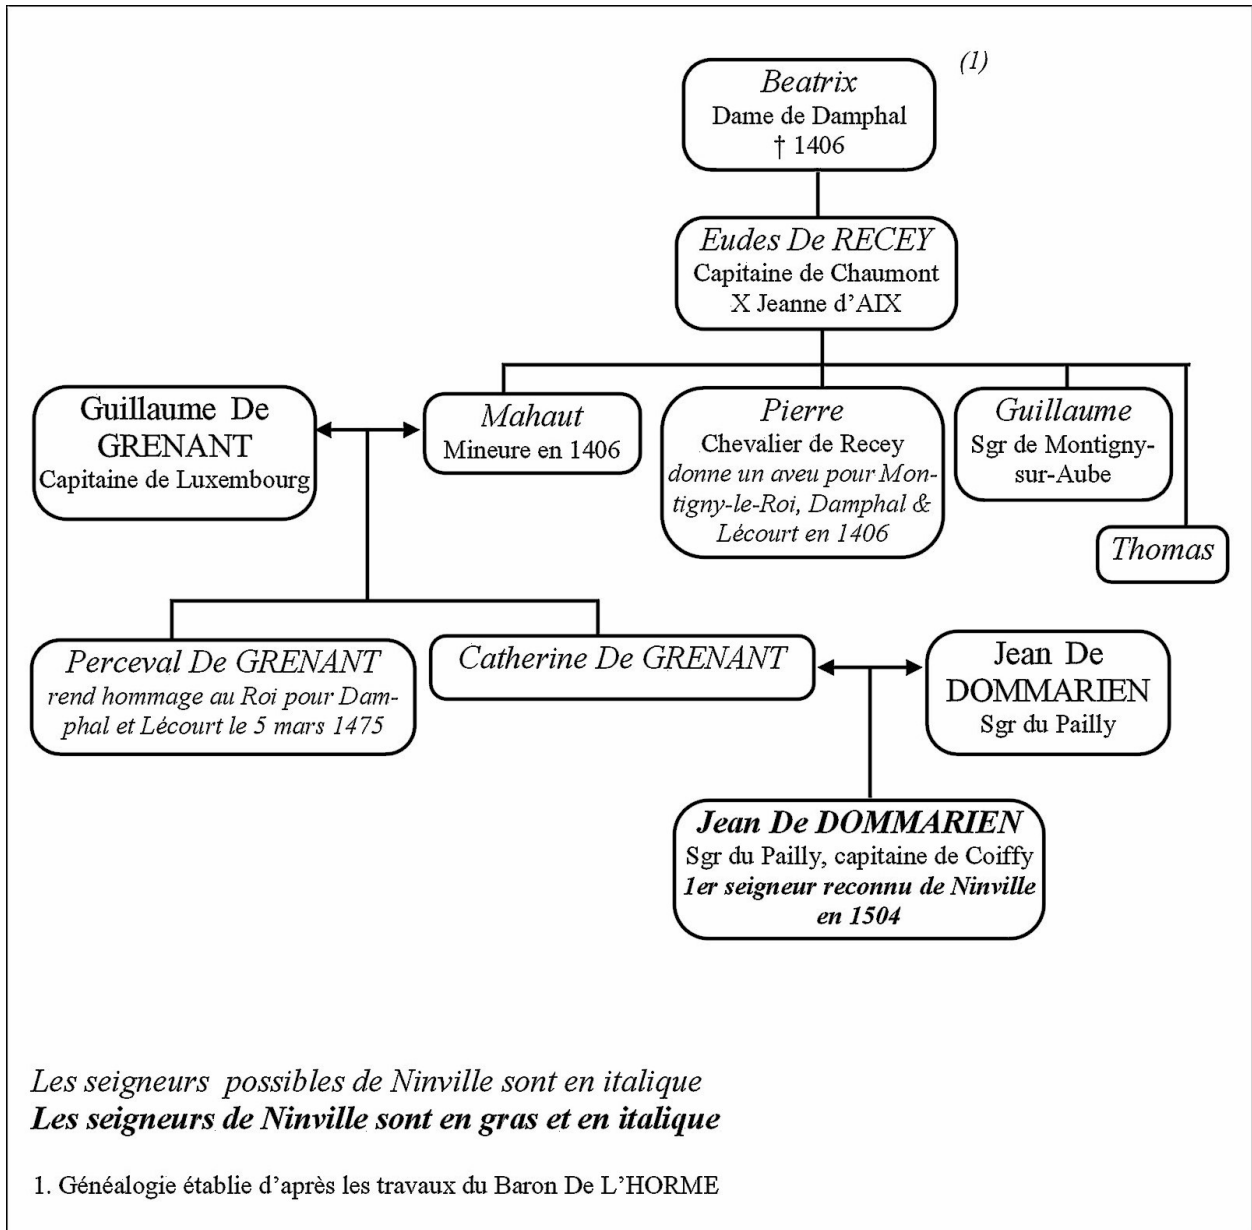 (1)
Beatrix
Dame de Damphal
† 1406
Eudes De RECEY
Capitaine de Chaumont
X Jeanne d’AIX
Guillaume De
GRENANT
Capitaine de Luxembourg
Mahaut
Mineure en 1406
Pierre
Chevalier de Recey
donne un aveu pour Mon-
tigny-le-Roi, Damphal &
Lécourt en 1406
Guillaume
Sgr de Montigny-
sur-Aube
Thomas
Perceval De GRENANT
rend hommage au Roi pour Dam-
phal et Lécourt le 5 mars 1475
Catherine De GRENANT
Jean De
DOMMARIEN
Sgr du Pailly
Jean De DOMMARIEN
Sgr du Pailly, capitaine de Coiffy
1er seigneur reconnu de Ninville
en 1504
Les seigneurs possibles de Ninville sont en italique
Les seigneurs de Ninville sont en gras et en italique
1. Généalogie établie d’après les travaux du Baron De L’HORME